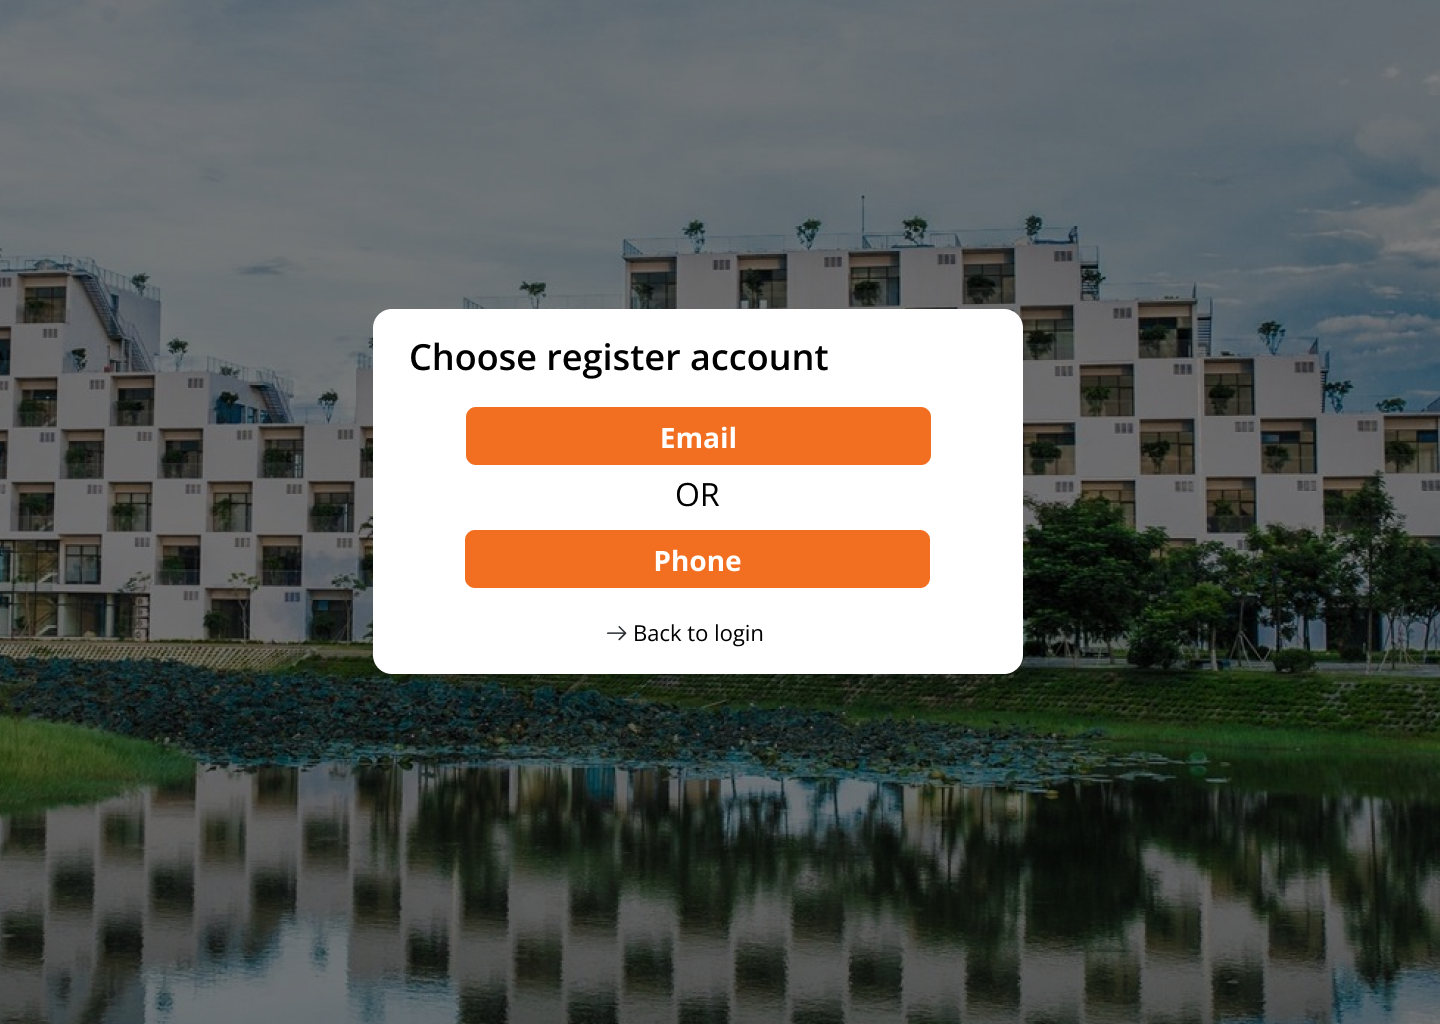 Choose register account
Email
OR
Phone
→ Back to login